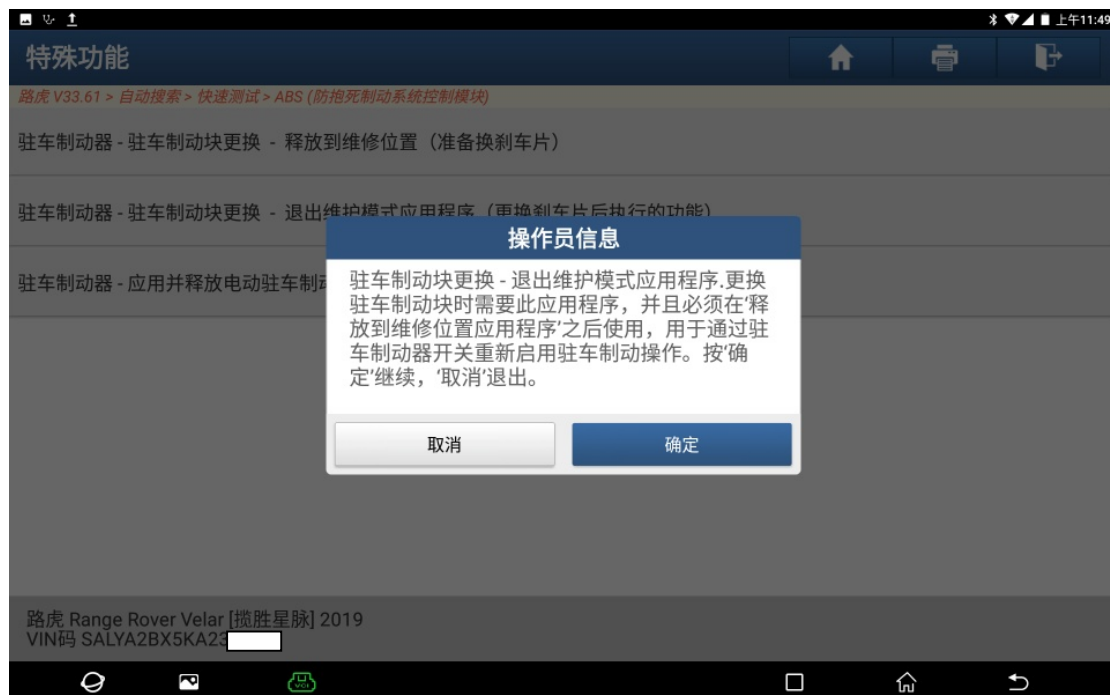 上午11:49
特殊功能
路虎 V33.61 > 自动搜索 > 快速测试 > ABS (防抱死制动系统控制模块)
驻车制动器 - 驻车制动块更换 - 释放到维修位置（准备换刹车片）
驻车制动器 - 驻车制动块更换 - 退出维护模式应用程序（更换刹车片后执行的功能）
驻车制动器 - 应用并释放电动驻车制动
操作员信息
驻车制动块更换 - 退出维护模式应用程序.更换
驻车制动块时需要此应用程序，并且必须在'释
放到维修位置应用程序'之后使用，用于通过驻
车制动器开关重新启用驻车制动操作。按'确
定'继续，'取消'退出。
取消
确定
路虎 Range Rover Velar [揽胜星脉] 2019
VIN码 SALYA2BX5KA23
VCI